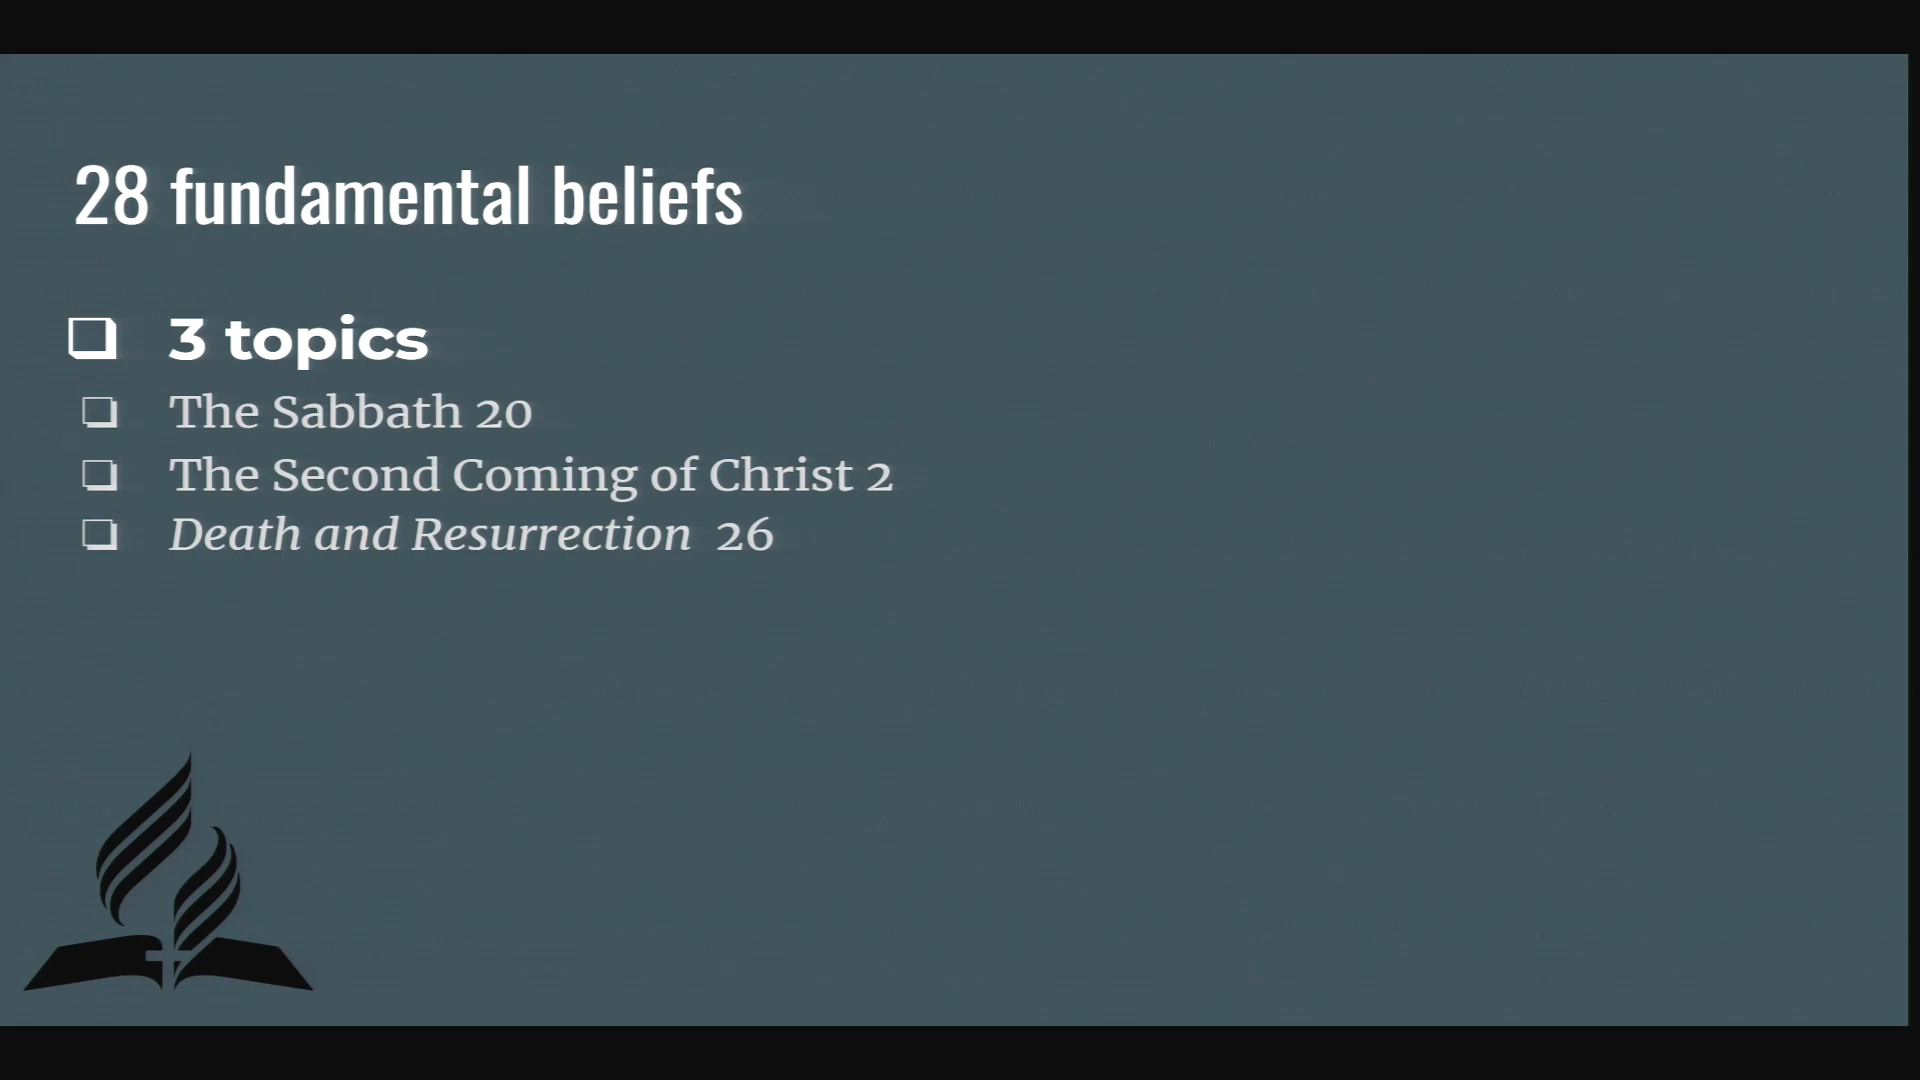 28 fundamental beliefs
3 topics
The Sabbath 20
The Second Coming of Christ 2
Death and Resurrection 26